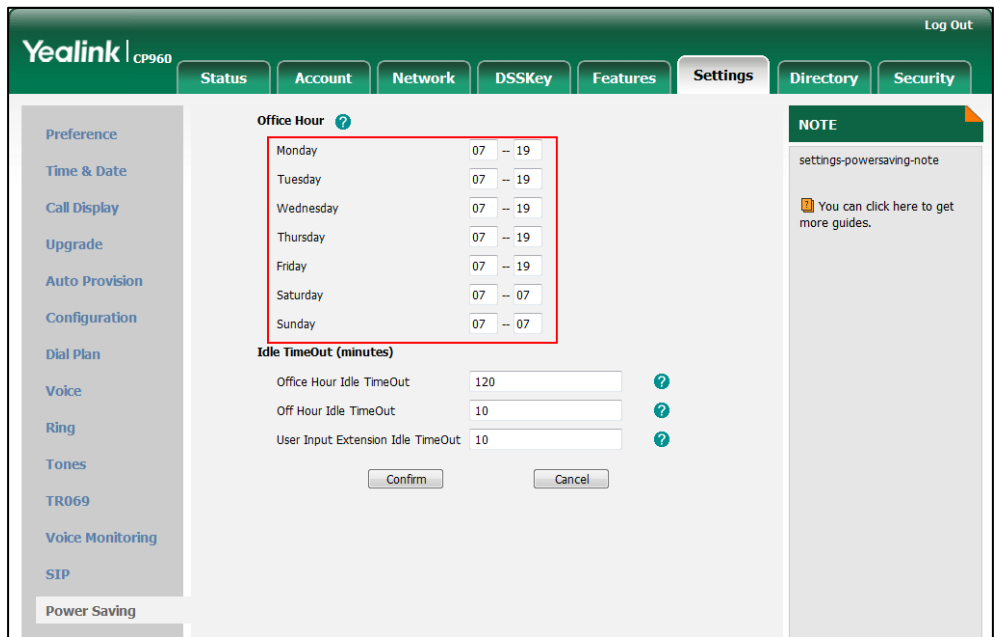 Log Out
Yealink CP960
Status Account Network DSSKey Features Settings Directory Security
Preference
Time & Date
Call Display
Upgrade
Auto Provision
Configuration
Dial Plan
Voice
Ring
Tones
TR069
Voice Monitoring
SIP
Power Saving
Office Hour ?
Monday 07 -- 19
Tuesday 07 -- 19
Wednesday 07 -- 19
Thursday 07 -- 19
Friday 07 -- 19
Saturday 07 -- 07
Sunday 07 -- 07
Idle TimeOut (minutes)
Office Hour Idle TimeOut 120 ?
Off Hour Idle TimeOut 10 ?
User Input Extension Idle TimeOut 10 ?
Confirm Cancel
NOTE
settings-powersaving-note
? You can click here to get
more guides.